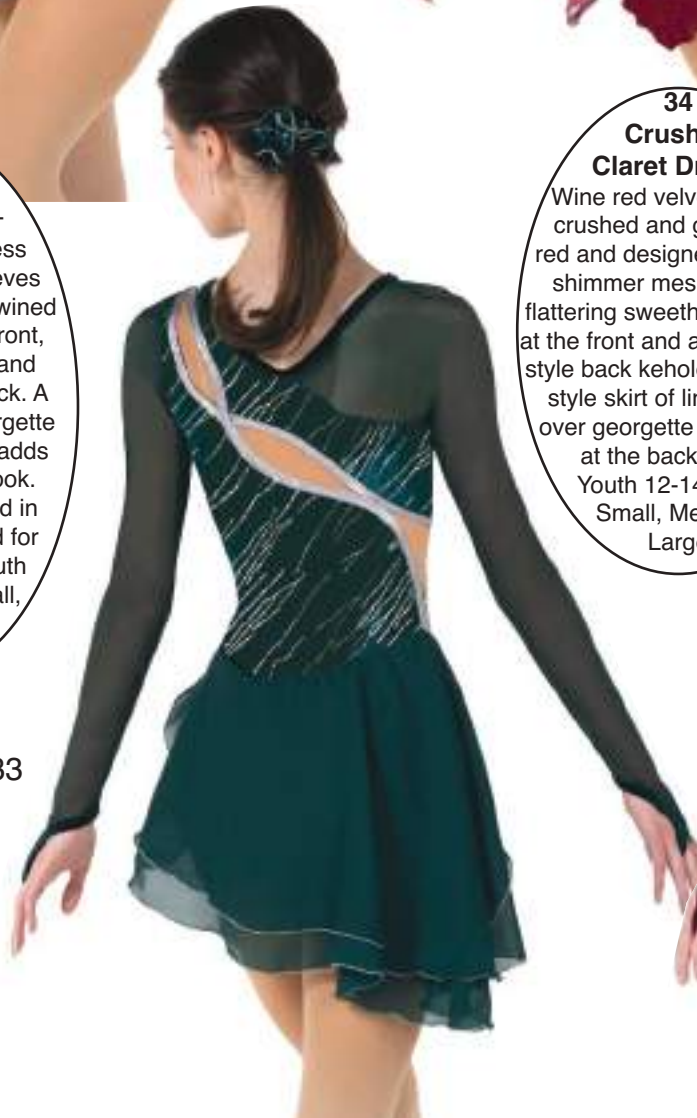 ess
eves
wined
ront,
and
ck. A
rgette
adds
ook.
d in
d for
uth
all,
33
34
Crush
Claret D
Wine red velv
crushed and g
red and designe
shimmer mes
flattering sweeth
at the front and a
style back kehol
style skirt of li
over georgette
at the back
Youth 12-14
Small, Me
Larg